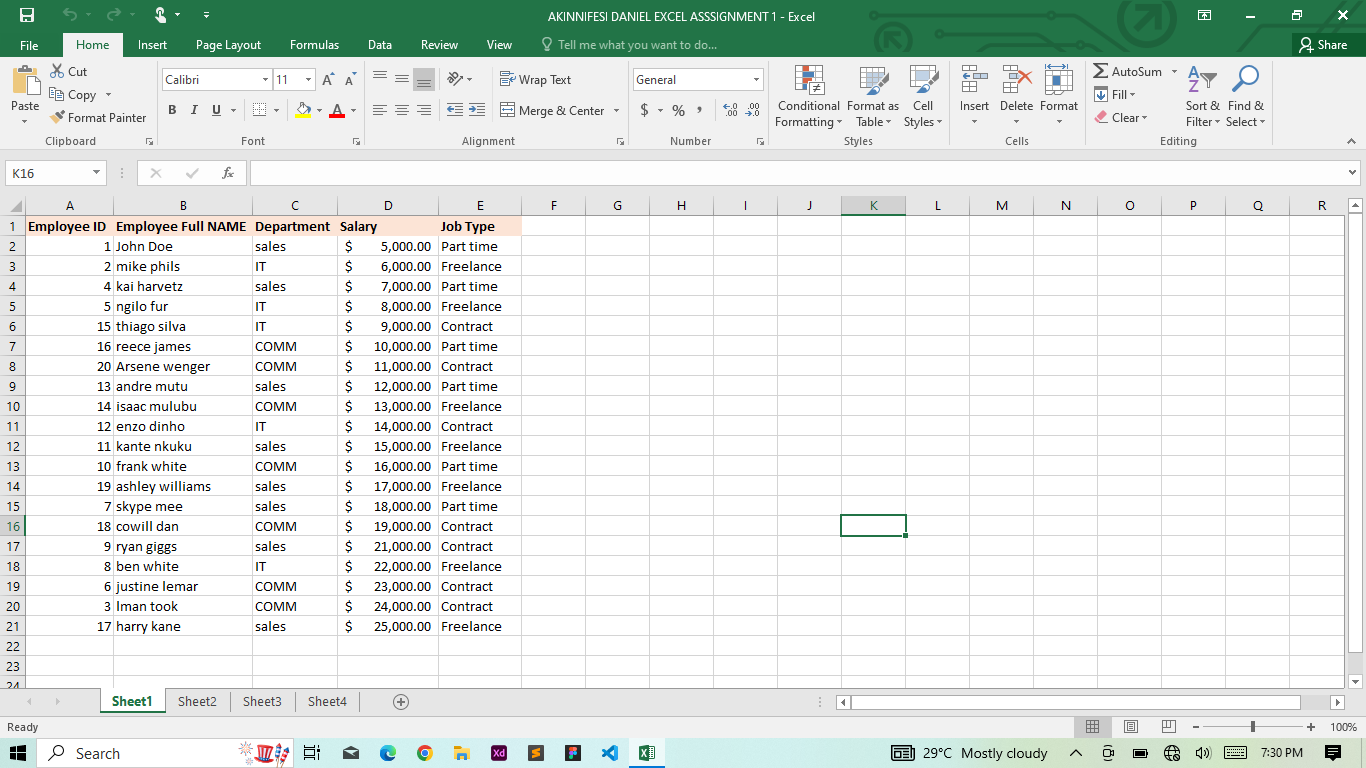 AKINNIFESI DANIEL EXCEL ASSSIGNMENT 1 - Excel
File Home Insert Page Layout Formulas Data Review View Tell me what you want to do... Share
Cut
Copy
Format Painter
Paste
Clipboard
Calibri 11
B I U
Font
Wrap Text
Merge & Center
Alignment
General
$ % ,
Number
Conditional Formatting
Format as Table
Cell Styles
Styles
Insert Delete Format
Cells
AutoSum
Fill
Clear
Sort & Filter
Find & Select
Editing
K16 fx
A B C D E F G H I J K L M N O P Q R
1 Employee ID Employee Full NAME Department Salary Job Type
2 1 John Doe sales $ 5,000.00 Part time
3 2 mike phils IT $ 6,000.00 Freelance
4 4 kai harvetz sales $ 7,000.00 Part time
5 5 ngilo fur IT $ 8,000.00 Freelance
6 15 thiago silva IT $ 9,000.00 Contract
7 16 reece james COMM $ 10,000.00 Part time
8 20 Arsene wenger COMM $ 11,000.00 Contract
9 13 andre mutu sales $ 12,000.00 Part time
10 14 isaac mulubu COMM $ 13,000.00 Freelance
11 12 enzo dinho IT $ 14,000.00 Contract
12 11 kante nkuku sales $ 15,000.00 Freelance
13 10 frank white COMM $ 16,000.00 Part time
14 19 ashley williams sales $ 17,000.00 Freelance
15 7 skype mee sales $ 18,000.00 Part time
16 18 cowill dan COMM $ 19,000.00 Contract
17 9 ryan giggs sales $ 21,000.00 Contract
18 8 ben white IT $ 22,000.00 Freelance
19 6 justine lemar COMM $ 23,000.00 Contract
20 3 lman took COMM $ 24,000.00 Contract
21 17 harry kane sales $ 25,000.00 Freelance
22
23
24
Sheet1 Sheet2 Sheet3 Sheet4
Ready 100%
Search Xd 29°C Mostly cloudy 7:30 PM